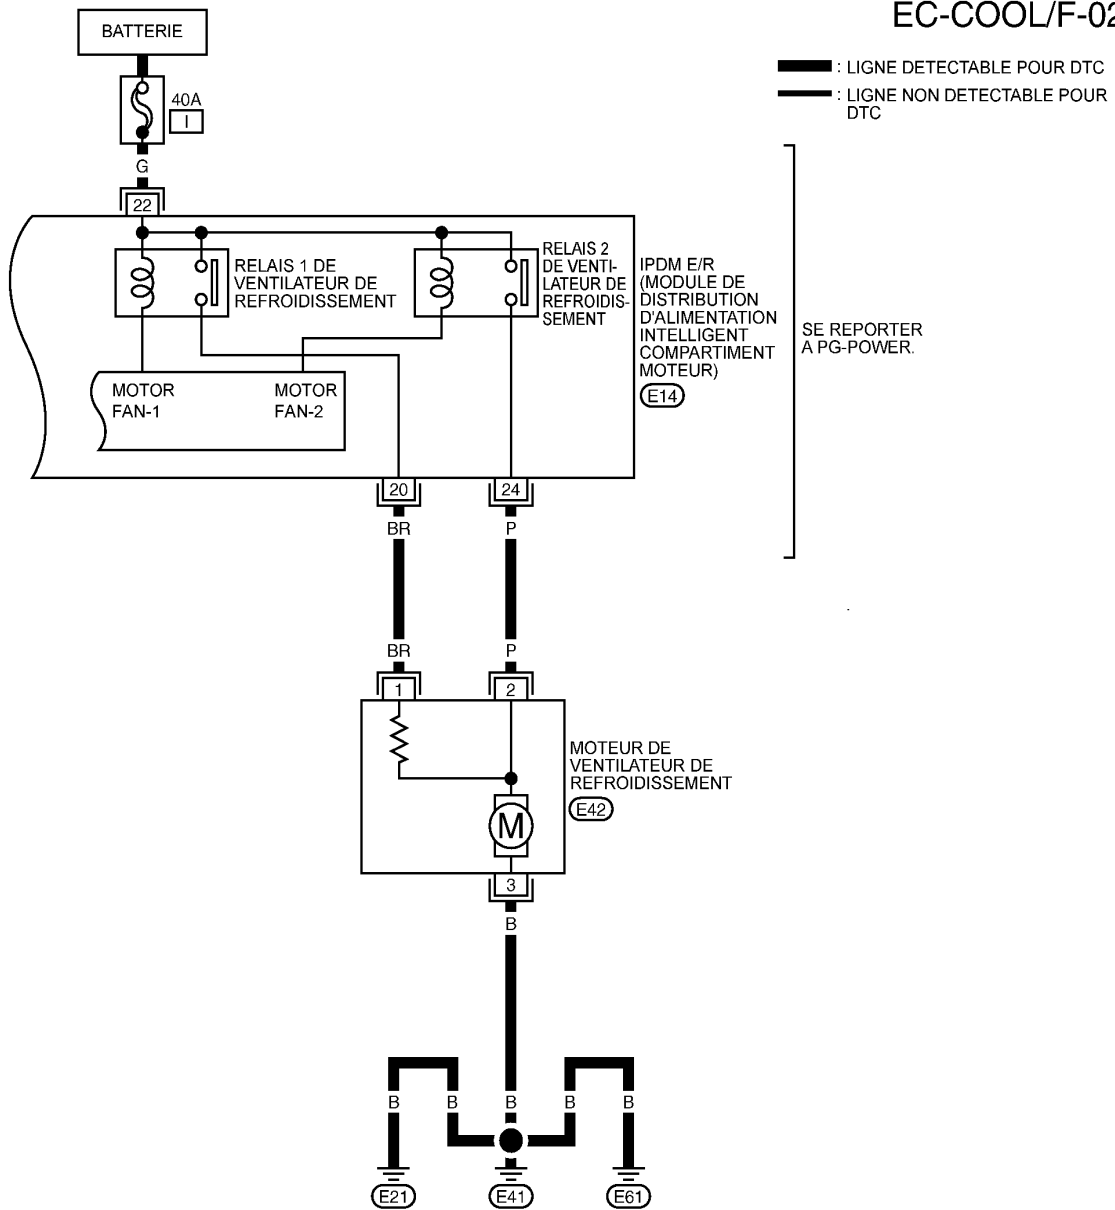 EC-COOL/F-02
BATTERIE
: LIGNE DETECTABLE POUR DTC
: LIGNE NON DETECTABLE POUR
DTC
40A
I
G
22
RELAIS 1 DE
VENTILATEUR DE
REFROIDISSEMENT
RELAIS 2
DE VENTI-
LATEUR DE
REFROIDIS-
SEMENT
IPDM E/R
(MODULE DE
DISTRIBUTION
D'ALIMENTATION
INTELLIGENT
COMPARTIMENT
MOTEUR)
E14
SE REPORTER
A PG-POWER.
MOTOR
FAN-1
MOTOR
FAN-2
20
24
BR
P
BR
P
1
2
MOTEUR DE
VENTILATEUR DE
REFROIDISSEMENT
E42
M
3
B
B
B
B
B
B
E21
E41
E61